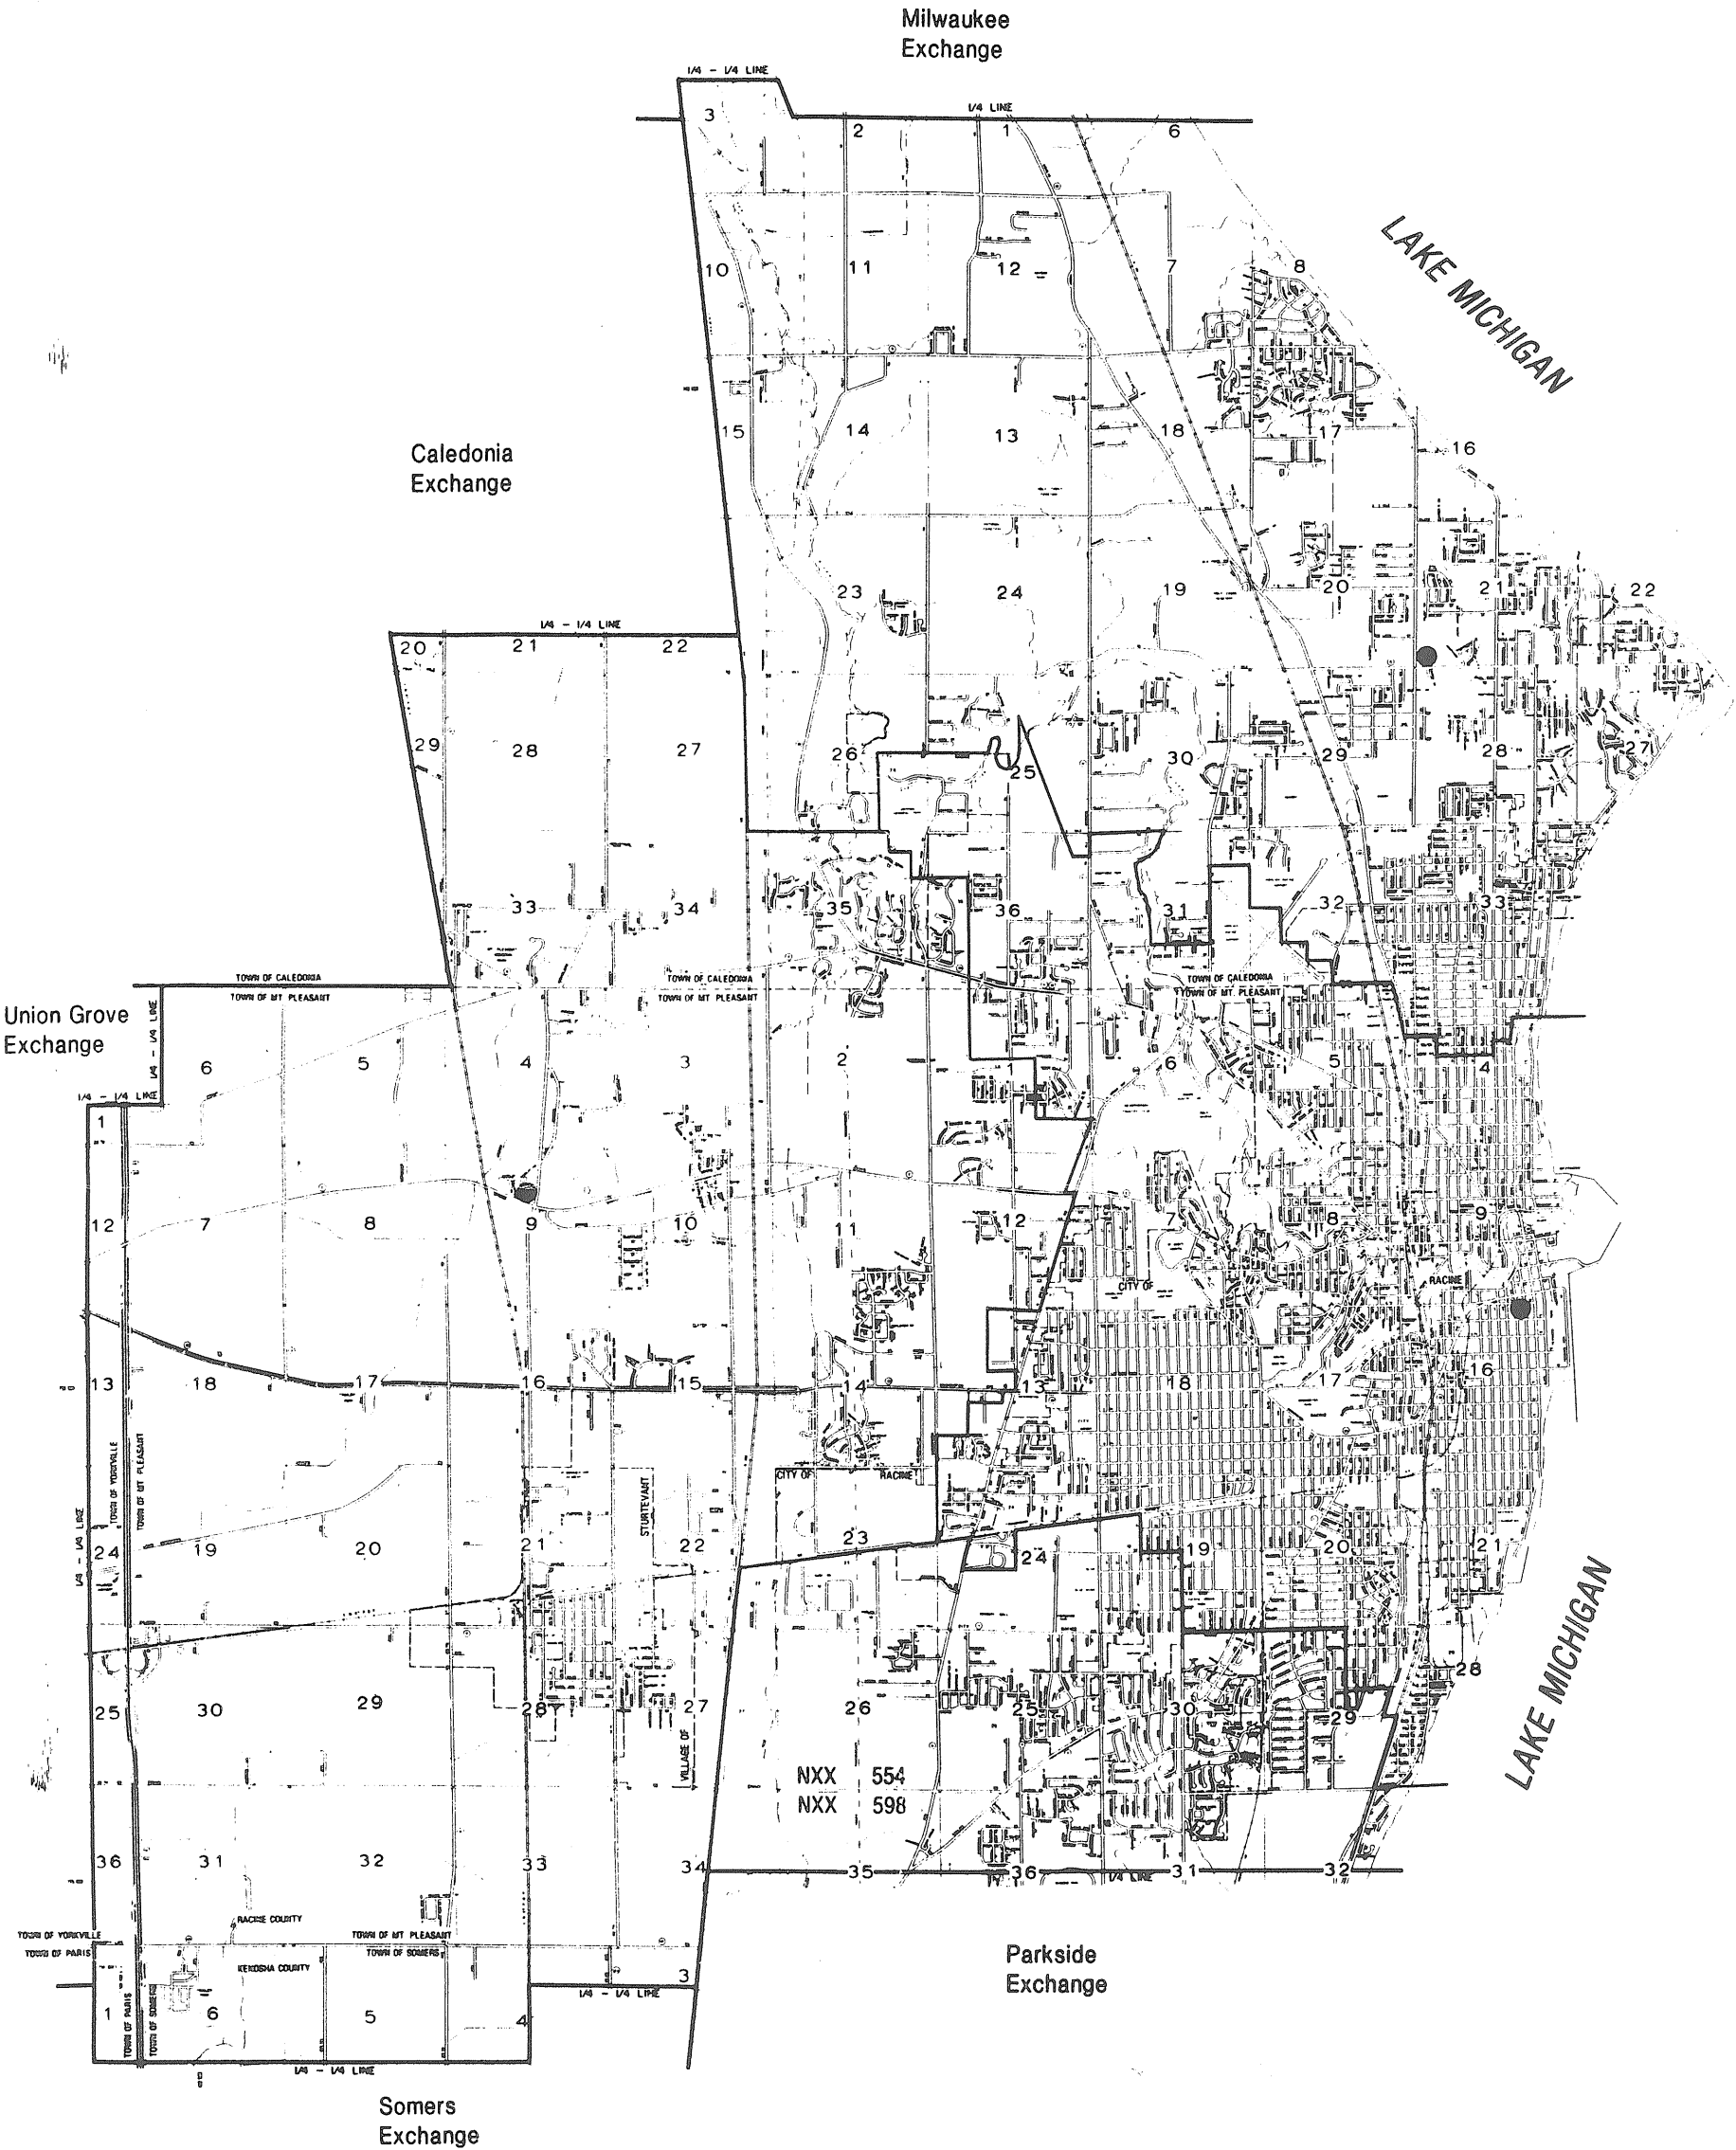 Milwaukee
Exchange
1/4 - 1/4 LINE
1/4 LINE
3
2
1
6
LAKE MICHIGAN
10
11
12
7
8
15
14
13
18
17
16
Caledonia
Exchange
23
24
19
20
21
22
1/4 - 1/4 LINE
20
21
22
29
28
27
26
25
30
29
28
27
33
34
35
36
31
32
33
TOWN OF CALEDONIA
TOWN OF MT PLEASANT
TOWN OF CALEDONIA
TOWN OF MT PLEASANT
TOWN OF CALEDONIA
TOWN OF MT. PLEASANT
Union Grove
Exchange
1/4 - 1/4 LINE
1/4 - 1/4 LINE
6
5
4
3
2
1
6
5
4
1
12
7
8
9
10
11
12
7
8
9
CITY OF
RACINE
13
18
17
16
15
14
13
18
17
16
TOWN OF YORKVILLE
TOWN OF MT PLEASANT
1/4 - 1/4 LINE
STURTEVANT
CITY OF
RACINE
24
19
20
21
22
23
24
19
20
21
LAKE MICHIGAN
25
30
29
28
27
26
25
30
29
28
VILLAGE OF
NXX 554
NXX 598
36
31
32
33
34
35
36
31
32
1/4 LINE
RACINE COUNTY
TOWN OF YORKVILLE
TOWN OF PARIS
TOWN OF MT PLEASANT
TOWN OF SOMERS
KENOSHA COUNTY
Parkside
Exchange
3
1/4 - 1/4 LINE
1
TOWN OF PARIS
TOWN OF SOMERS
6
5
4
1/4 - 1/4 LINE
Somers
Exchange